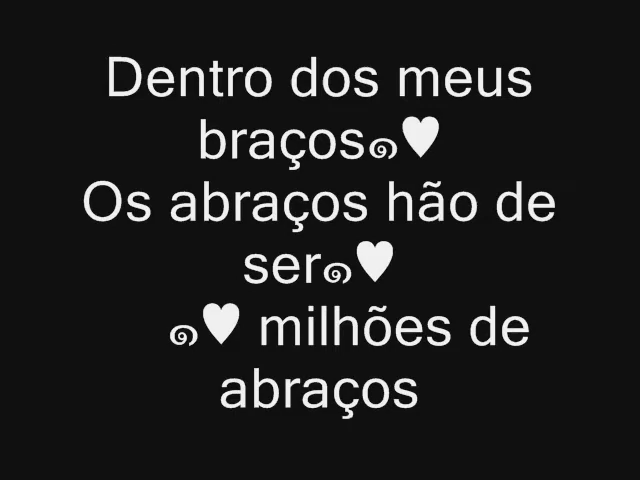 Dentro dos meus
braços๑♥
Os abraços hão de
ser๑♥
๑♥ milhões de
abraços